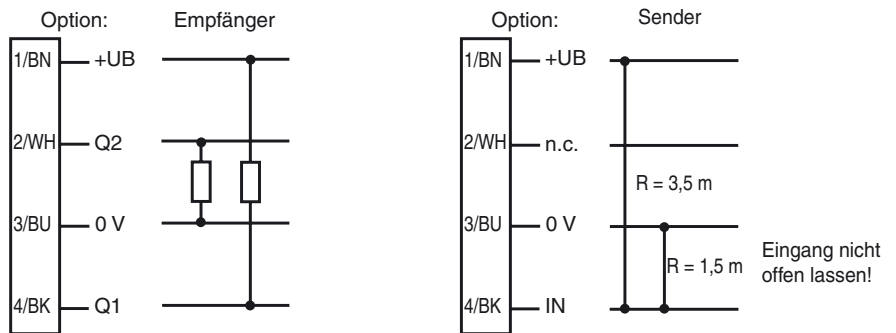 Option:
Empfänger
1/BN
+UB
2/WH
Q2
3/BU
0 V
4/BK
Q1
Option:
Sender
1/BN
+UB
2/WH
n.c.
R = 3,5 m
3/BU
0 V
R = 1,5 m
Eingang nicht
offen lassen!
4/BK
IN